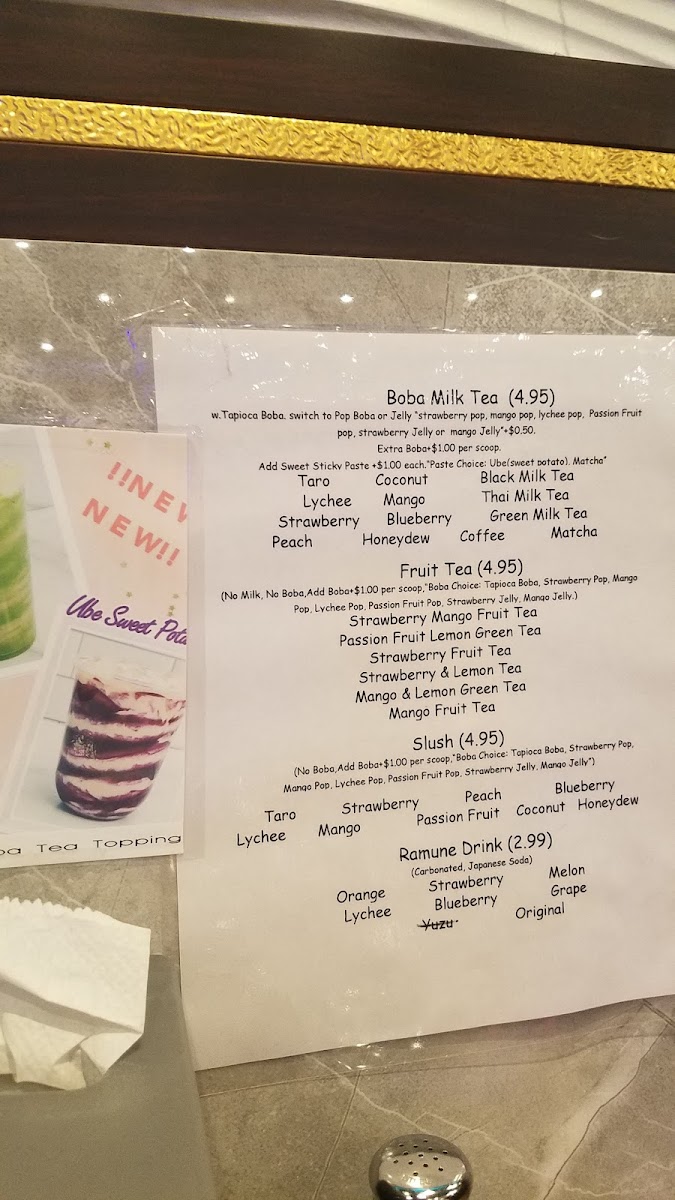 Boba Milk Tea (4.95)
w.Tapioca Boba. switch to Pop Boba or Jelly "strawberry pop, mango pop, lychee pop, Passion Fruit
pop, strawberry Jelly or mango Jelly"+$0.50.
Extra Boba+$1.00 per scoop.
Add Sweet Sticky Paste +$1.00 each."Paste Choice: Ube(sweet potato), Matcha"
Taro Coconut Black Milk Tea
Lychee Mango Thai Milk Tea
Strawberry Blueberry Green Milk Tea
Peach Honeydew Coffee Matcha
Fruit Tea (4.95)
(No Milk, No Boba,Add Boba+$1.00 per scoop,"Boba Choice: Tapioca Boba, Strawberry Pop, Mango
Pop, Lychee Pop, Passion Fruit Pop, Strawberry Jelly, Mango Jelly.)
Strawberry Mango Fruit Tea
Passion Fruit Lemon Green Tea
Strawberry Fruit Tea
Strawberry & Lemon Tea
Mango & Lemon Green Tea
Mango Fruit Tea
Slush (4.95)
(No Boba,Add Boba+$1.00 per scoop,"Boba Choice: Tapioca Boba, Strawberry Pop,
Mango Pop, Lychee Pop, Passion Fruit Pop, Strawberry Jelly, Mango Jelly")
Taro Strawberry Peach Blueberry
Lychee Mango Passion Fruit Coconut Honeydew
Ramune Drink (2.99)
(Carbonated, Japanese Soda)
Orange Strawberry Melon
Lychee Blueberry Grape
Yuzu Original
!!NEW
NEW!!
Ube Sweet Pota
ba Tea Topping